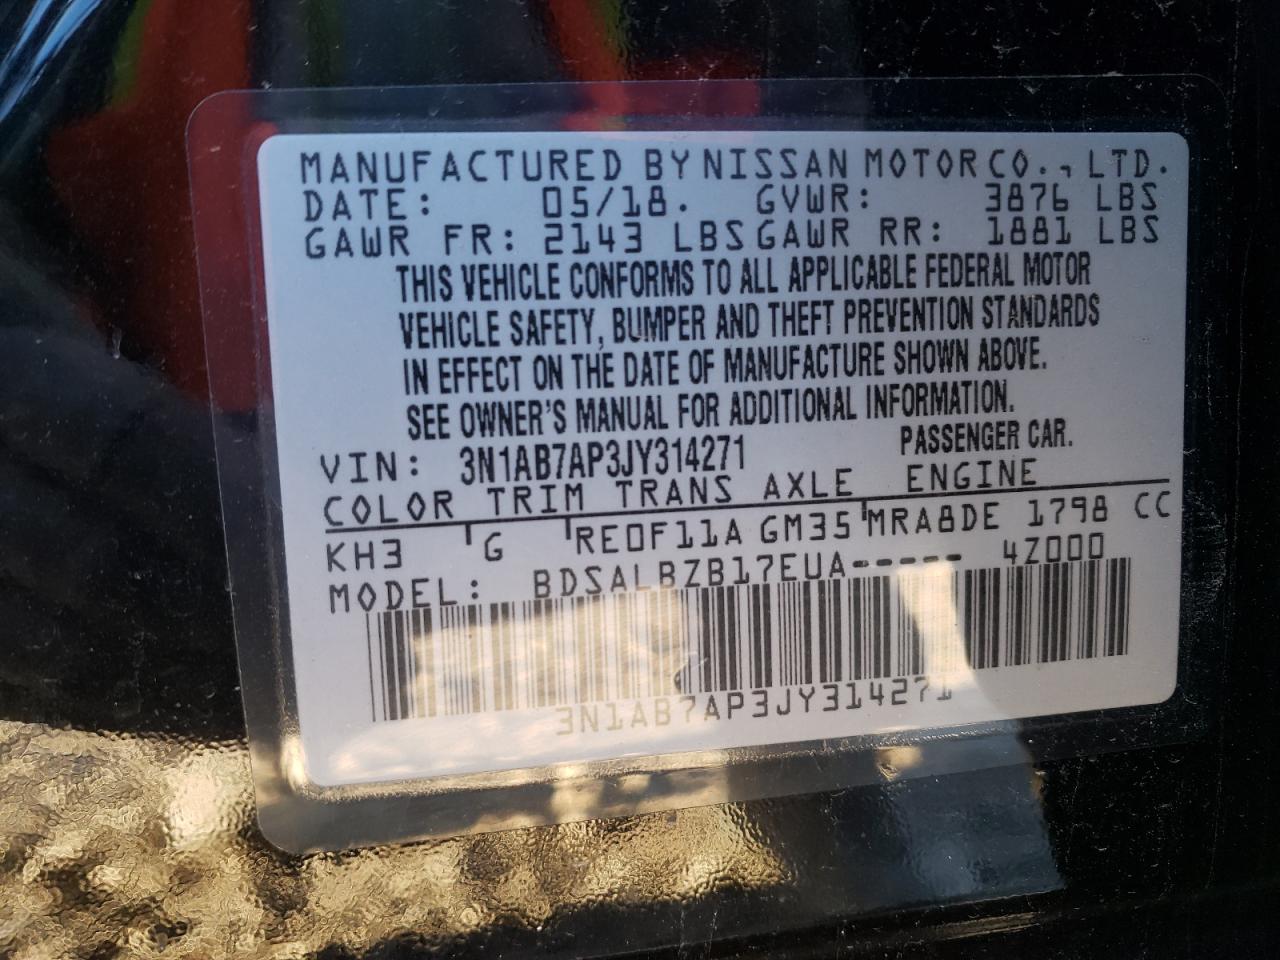 MANUFACTURED BY NISSAN MOTOR CO., LTD.
DATE: 05/18. GVWR: 3876 LBS
GAWR FR: 2143 LBS GAWR RR: 1881 LBS
THIS VEHICLE CONFORMS TO ALL APPLICABLE FEDERAL MOTOR
VEHICLE SAFETY, BUMPER AND THEFT PREVENTION STANDARDS
IN EFFECT ON THE DATE OF MANUFACTURE SHOWN ABOVE.
SEE OWNER'S MANUAL FOR ADDITIONAL INFORMATION.
VIN: 3N1AB7AP3JY314271 PASSENGER CAR.
COLOR TRIM TRANS AXLE ENGINE
KH3 G RE0F11A GM35 MRA8DE 1798 CC
MODEL: BDSALBZB17EUA----- 4Z000
3N1AB7AP3JY314271